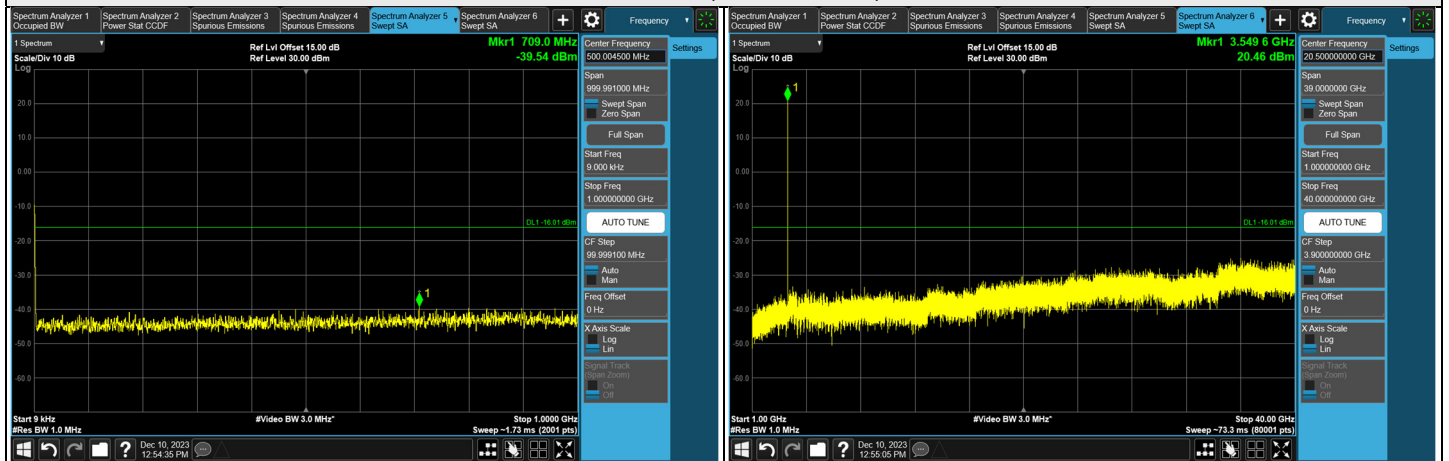 Spectrum Analyzer 1
Occupied BW
Spectrum Analyzer 2
Power Stat CCDF
Spectrum Analyzer 3
Spurious Emissions
Spectrum Analyzer 4
Spurious Emissions
Spectrum Analyzer 5
Swept SA
Spectrum Analyzer 6
Swept SA
+
Frequency
1 Spectrum
Scale/Div 10 dB
Log
Ref Lvl Offset 15.00 dB
Ref Level 30.00 dBm
Mkr1 709.0 MHz
-39.54 dBm
20.0
10.0
0.00
-10.0
-20.0
-30.0
-40.0
-50.0
-60.0
DL1 -16.01 dBm
1
Start 9 kHz
#Res BW 1.0 MHz
#Video BW 3.0 MHz*
Stop 1.0000 GHz
Sweep ~1.73 ms (2001 pts)
Center Frequency
500.004500 MHz
Settings
Span
999.991000 MHz
Swept Span
Zero Span
Full Span
Start Freq
9.000 kHz
Stop Freq
1.000000000 GHz
AUTO TUNE
CF Step
99.999100 MHz
Auto
Man
Freq Offset
0 Hz
X Axis Scale
Log
Lin
Signal Track
(Span Zoom)
On
Off
?
Dec 10, 2023
12:54:35 PM
Spectrum Analyzer 1
Occupied BW
Spectrum Analyzer 2
Power Stat CCDF
Spectrum Analyzer 3
Spurious Emissions
Spectrum Analyzer 4
Spurious Emissions
Spectrum Analyzer 5
Swept SA
Spectrum Analyzer 6
Swept SA
+
Frequency
1 Spectrum
Scale/Div 10 dB
Log
Ref Lvl Offset 15.00 dB
Ref Level 30.00 dBm
Mkr1 3.549 6 GHz
20.46 dBm
20.0
10.0
0.00
-10.0
-20.0
-30.0
-40.0
-50.0
-60.0
DL1 -16.01 dBm
1
Start 1.00 GHz
#Res BW 1.0 MHz
#Video BW 3.0 MHz*
Stop 40.00 GHz
Sweep ~73.3 ms (80001 pts)
Center Frequency
20.50000000 GHz
Settings
Span
39.0000000 GHz
Swept Span
Zero Span
Full Span
Start Freq
1.000000000 GHz
Stop Freq
40.000000000 GHz
AUTO TUNE
CF Step
3.900000000 GHz
Auto
Man
Freq Offset
0 Hz
X Axis Scale
Log
Lin
Signal Track
(Span Zoom)
On
Off
?
Dec 10, 2023
12:55:05 PM